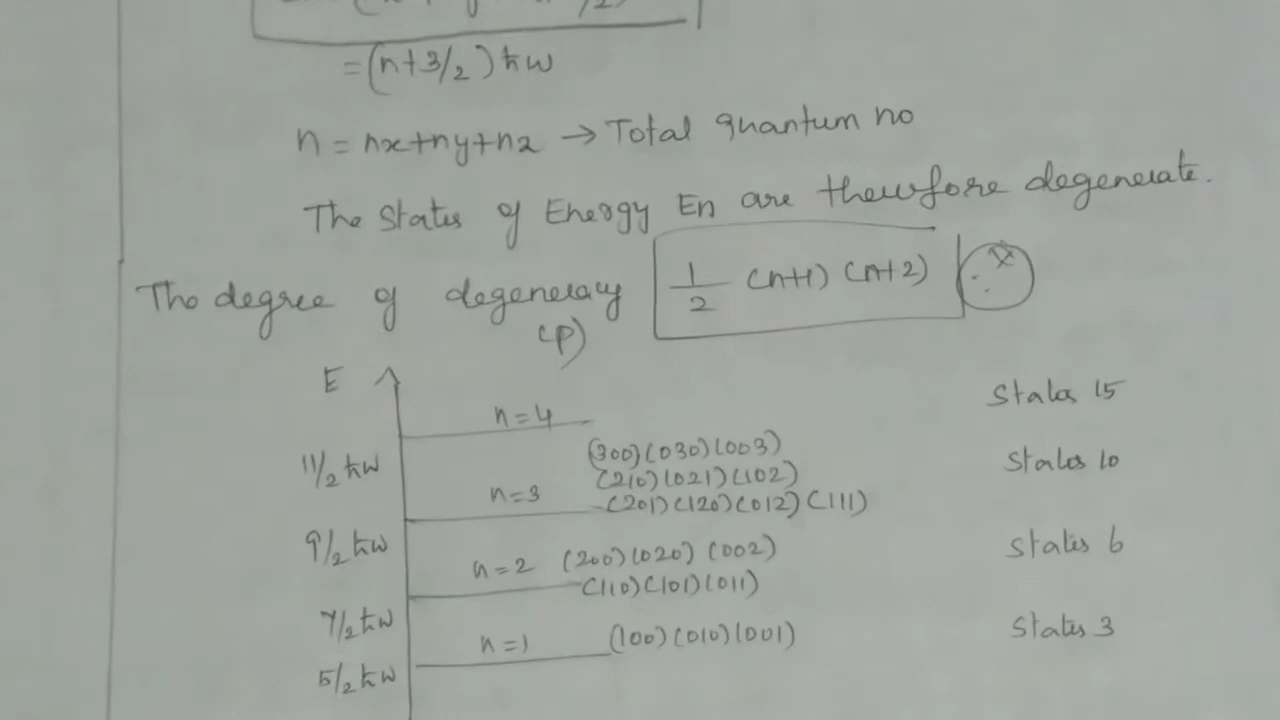 = (n+3/2) ħω
n = nx+ny+nz → Total quantum no
The States of Energy En are therefore degenerate.
The degree of degeneracy 1/2 (n+1) (n+2)
(P)
E
n=4 States 15
(300) (030) (003)
11/2 ħω States 10
(210) (021) (102)
n=3 (201) (120) (012) (111)
9/2 ħω n=2 (200) (020) (002) States 6
(110) (101) (011)
7/2 ħω n=1 (100) (010) (001) States 3
5/2 ħω